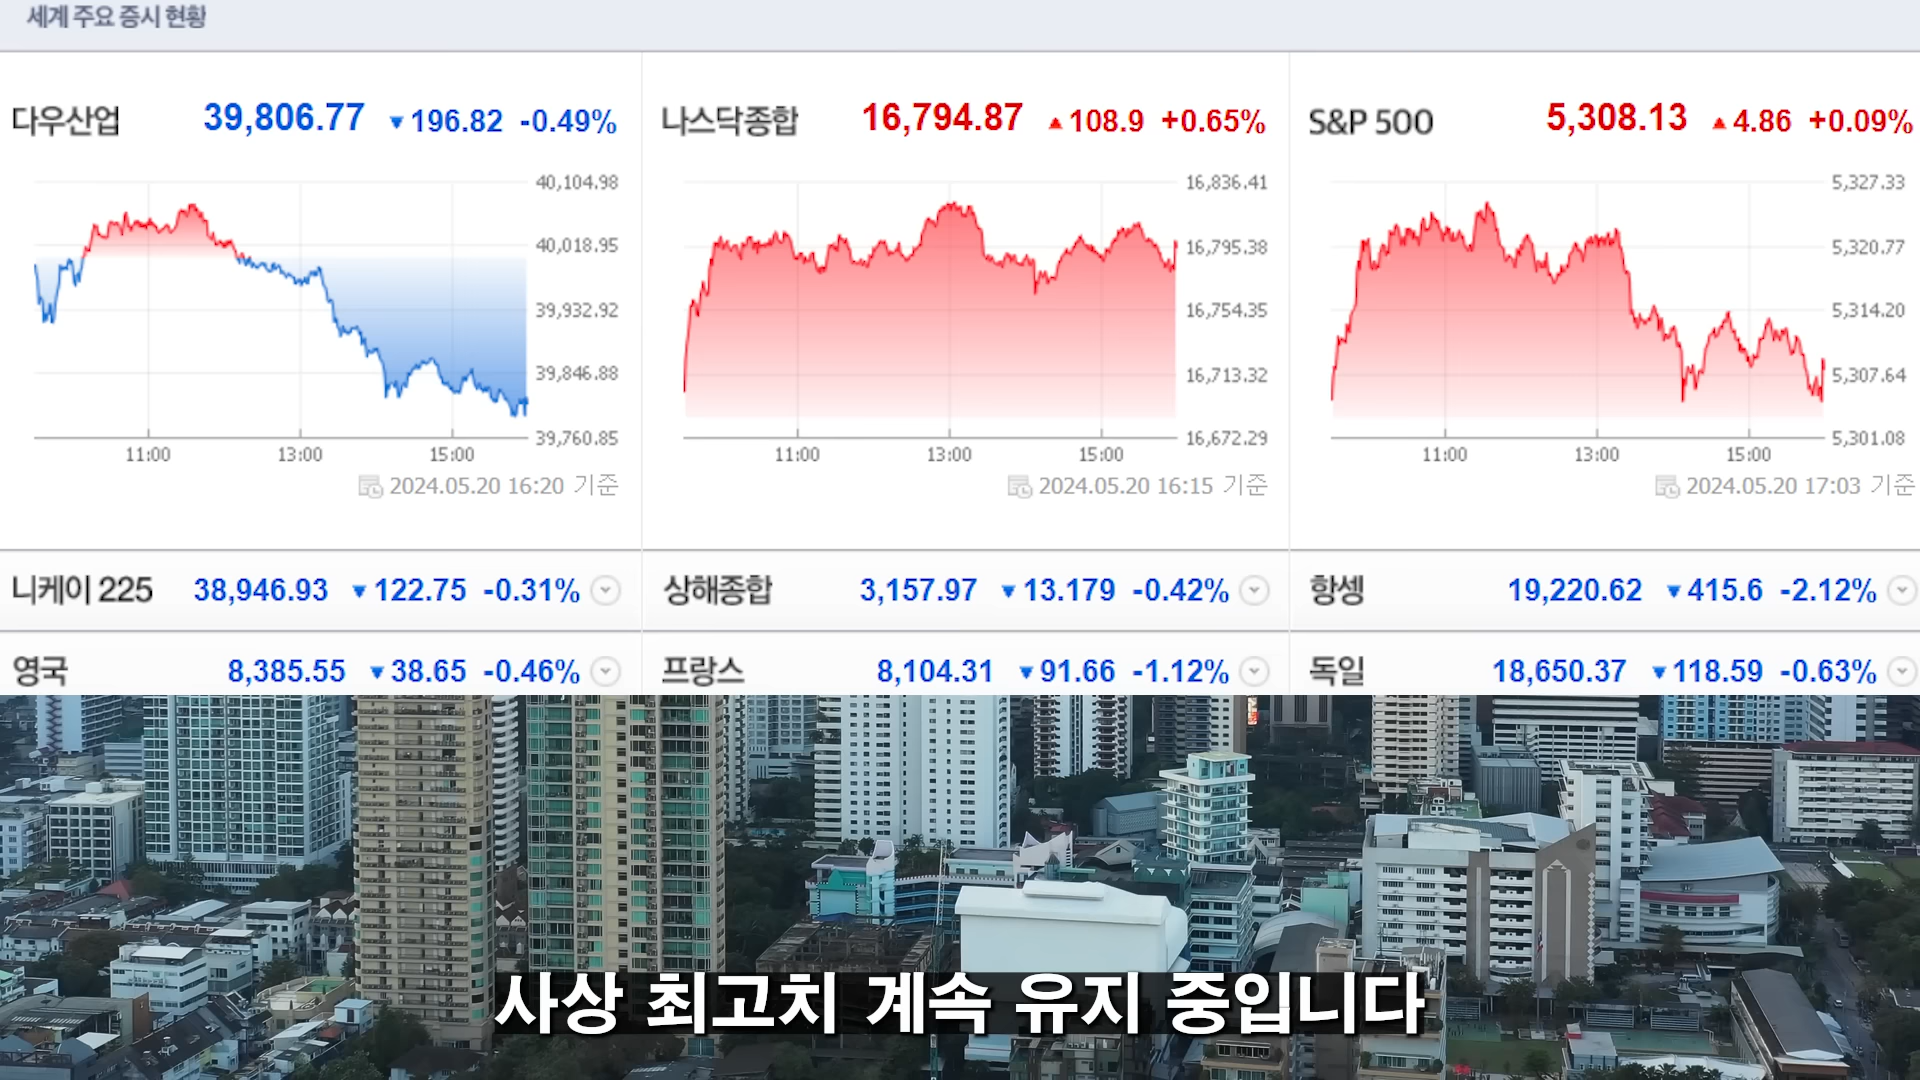 세계 주요 증시 현황
다우산업 39,806.77 ▼196.82 -0.49%
40,104.98
40,018.95
39,932.92
39,846.88
39,760.85
11:00 13:00 15:00
2024.05.20 16:20 기준
나스닥종합 16,794.87 ▲108.9 +0.65%
16,836.41
16,795.38
16,754.35
16,713.32
16,672.29
11:00 13:00 15:00
2024.05.20 16:15 기준
S&P 500 5,308.13 ▲4.86 +0.09%
5,327.33
5,320.77
5,314.20
5,307.64
5,301.08
11:00 13:00 15:00
2024.05.20 17:03 기준
니케이 225 38,946.93 ▼122.75 -0.31%
상해종합 3,157.97 ▼13.179 -0.42%
항셍 19,220.62 ▼415.6 -2.12%
영국 8,385.55 ▼38.65 -0.46%
프랑스 8,104.31 ▼91.66 -1.12%
독일 18,650.37 ▼118.59 -0.63%
사상 최고치 계속 유지 중입니다